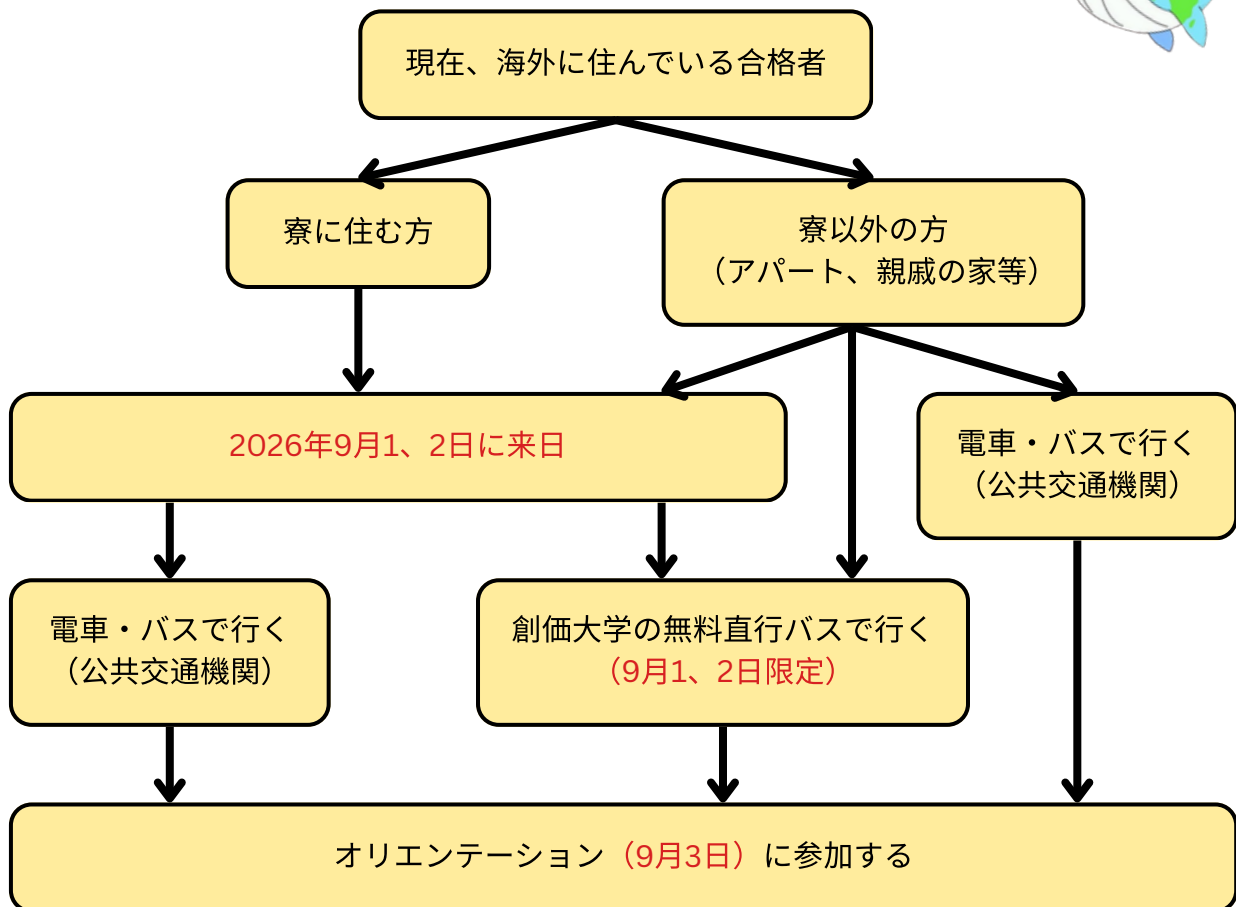 現在、海外に住んでいる合格者
寮に住む方
寮以外の方
（アパート、親戚の家等）
2026年9月1、2日に来日
電車・バスで行く
（公共交通機関）
電車・バスで行く
（公共交通機関）
創価大学の無料直行バスで行く
（9月1、2日限定）
オリエンテーション（9月3日）に参加する